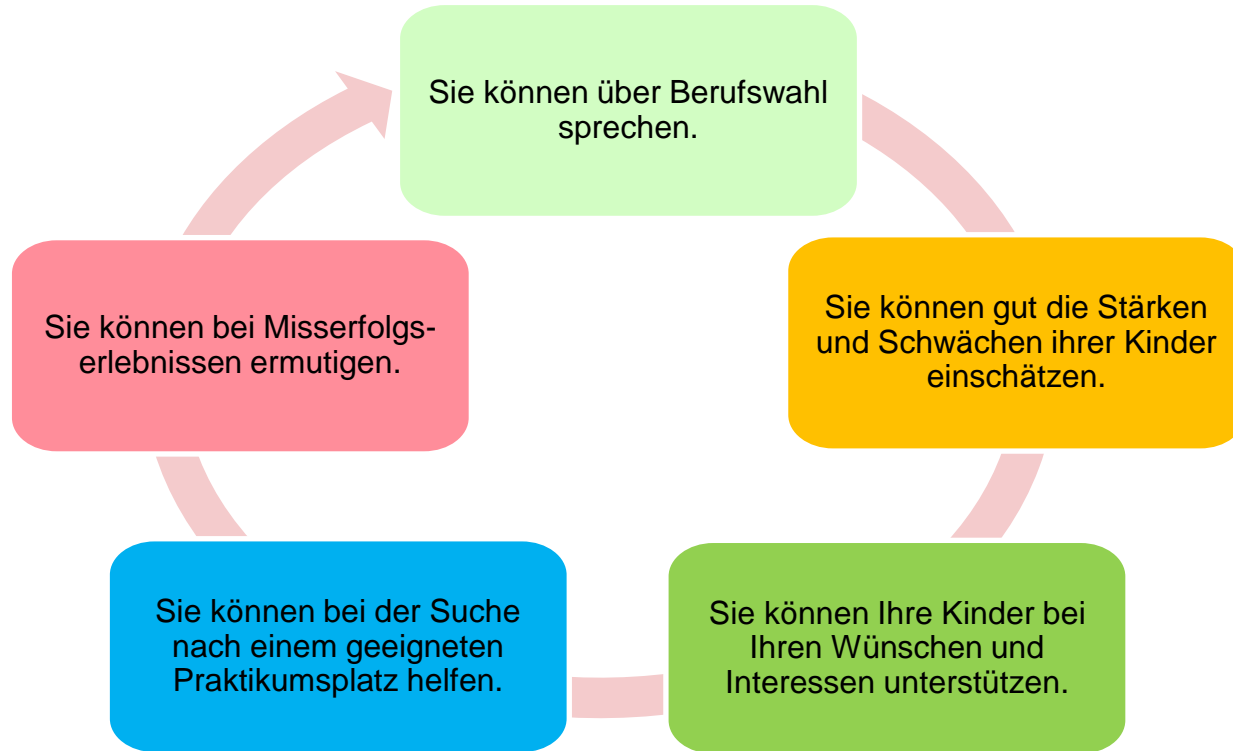 Sie können über Berufswahl
sprechen.
Sie können gut die Stärken
und Schwächen ihrer Kinder
einschätzen.
Sie können Ihre Kinder bei
Ihren Wünschen und
Interessen unterstützen.
Sie können bei der Suche
nach einem geeigneten
Praktikumsplatz helfen.
Sie können bei Misserfolgs-
erlebnissen ermutigen.